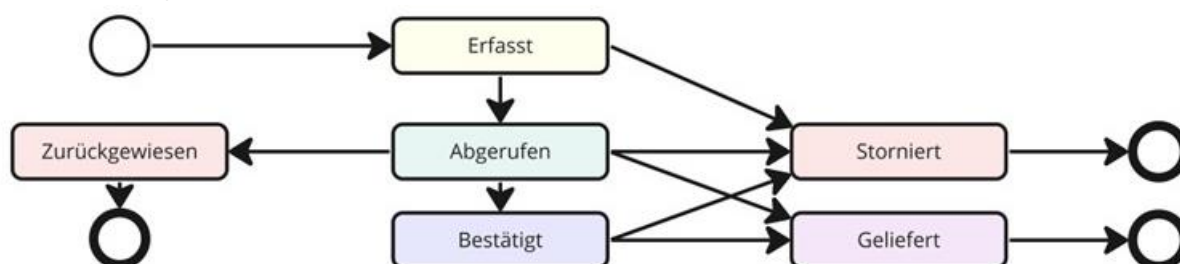 Erfasst
Zurückgewiesen
Abgerufen
Storniert
Bestätigt
Geliefert